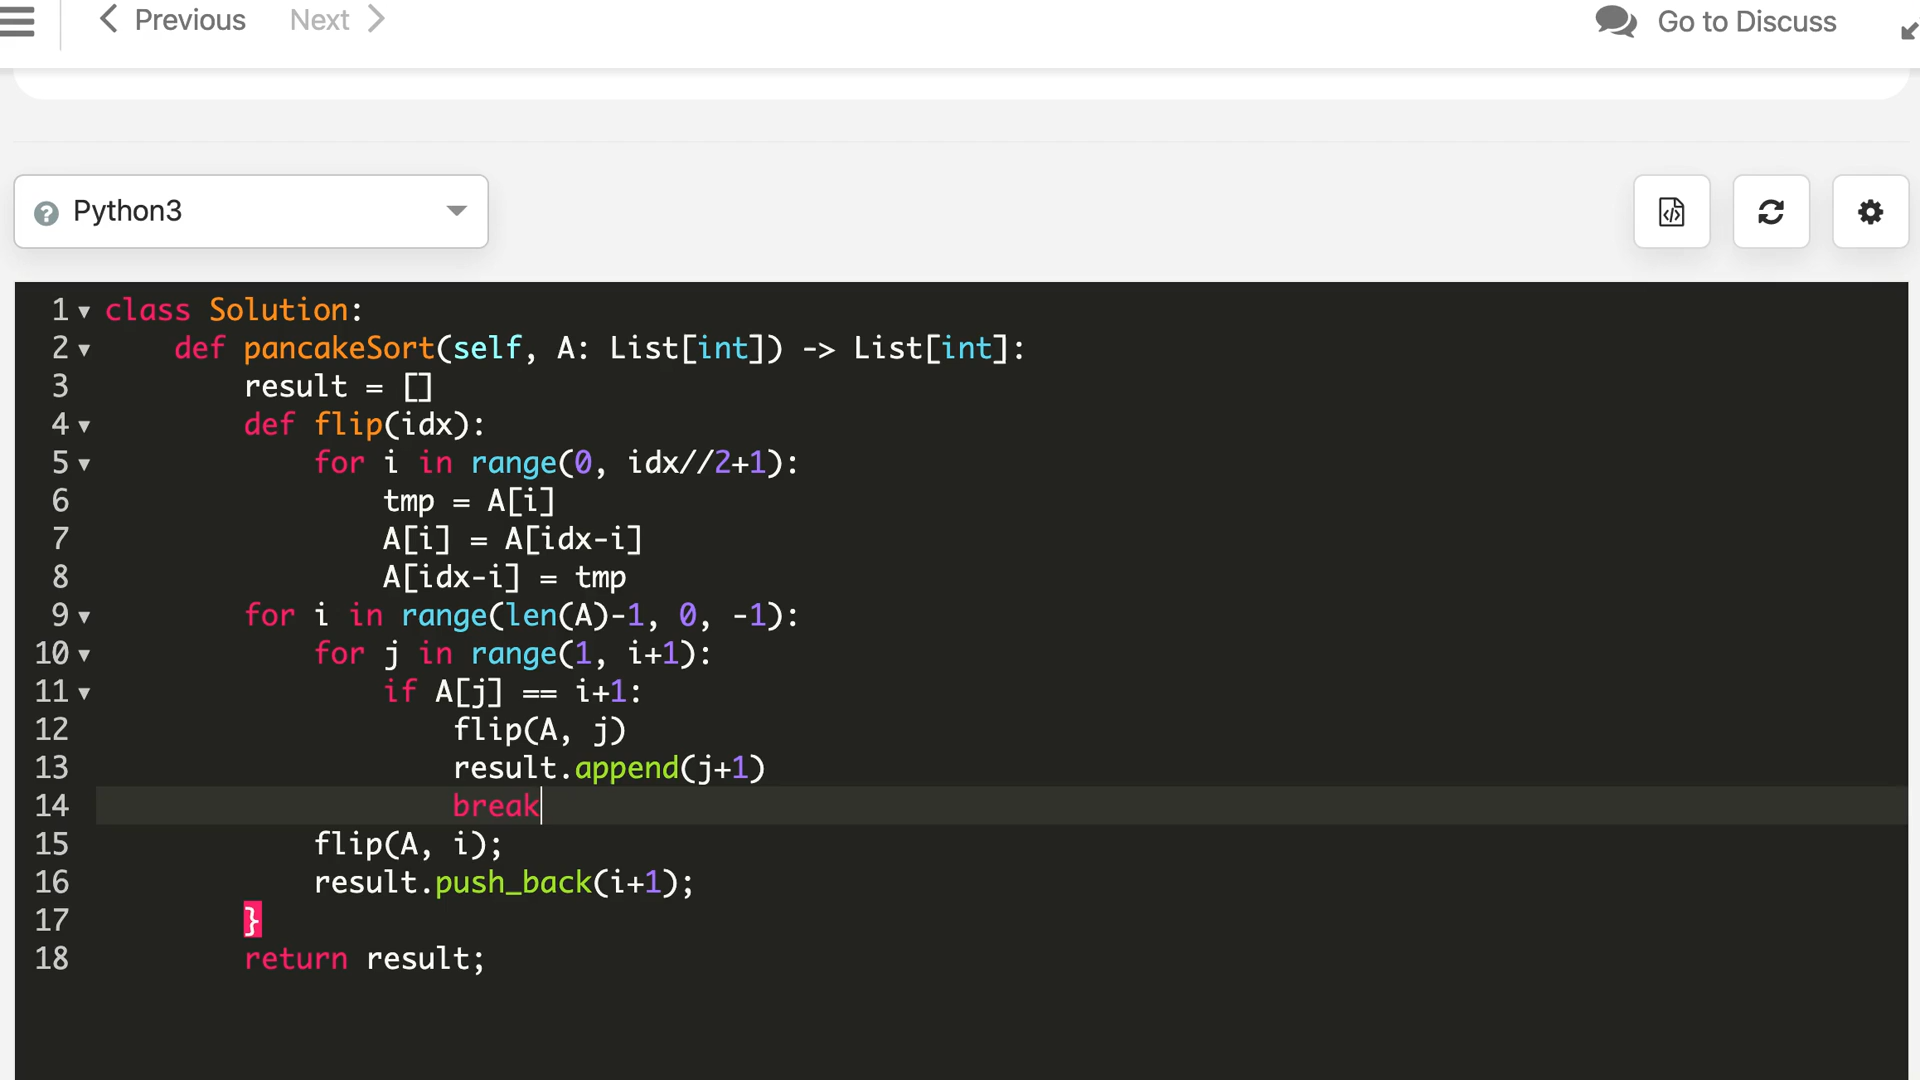 Previous Next Go to Discuss
Python3
1 class Solution:
2 def pancakeSort(self, A: List[int]) -> List[int]:
3 result = []
4 def flip(idx):
5 for i in range(0, idx//2+1):
6 tmp = A[i]
7 A[i] = A[idx-i]
8 A[idx-i] = tmp
9 for i in range(len(A)-1, 0, -1):
10 for j in range(1, i+1):
11 if A[j] == i+1:
12 flip(A, j)
13 result.append(j+1)
14 break
15 flip(A, i);
16 result.push_back(i+1);
17 }
18 return result;